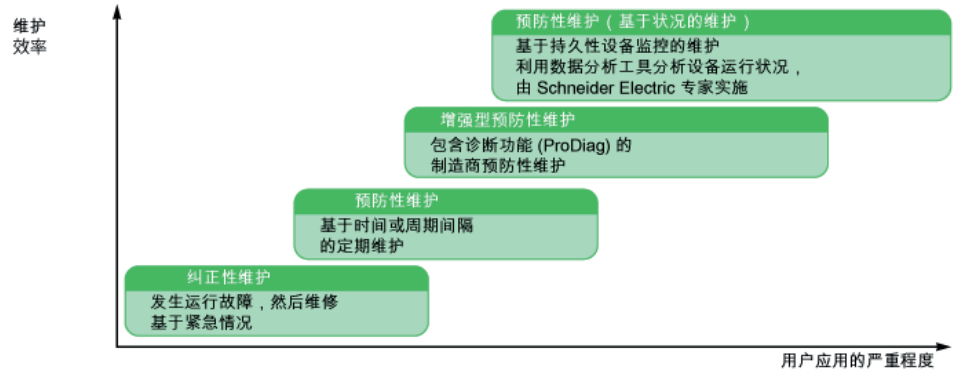 维护
效率
预防性维护（基于状况的维护）
基于持久性设备监控的维护
利用数据分析工具分析设备运行状况，
由 Schneider Electric 专家实施
增强型预防性维护
包含诊断功能 (ProDiag) 的
制造商预防性维护
预防性维护
基于时间或周期间隔
的定期维护
纠正性维护
发生运行故障，然后维修
基于紧急情况
用户应用的严重程度